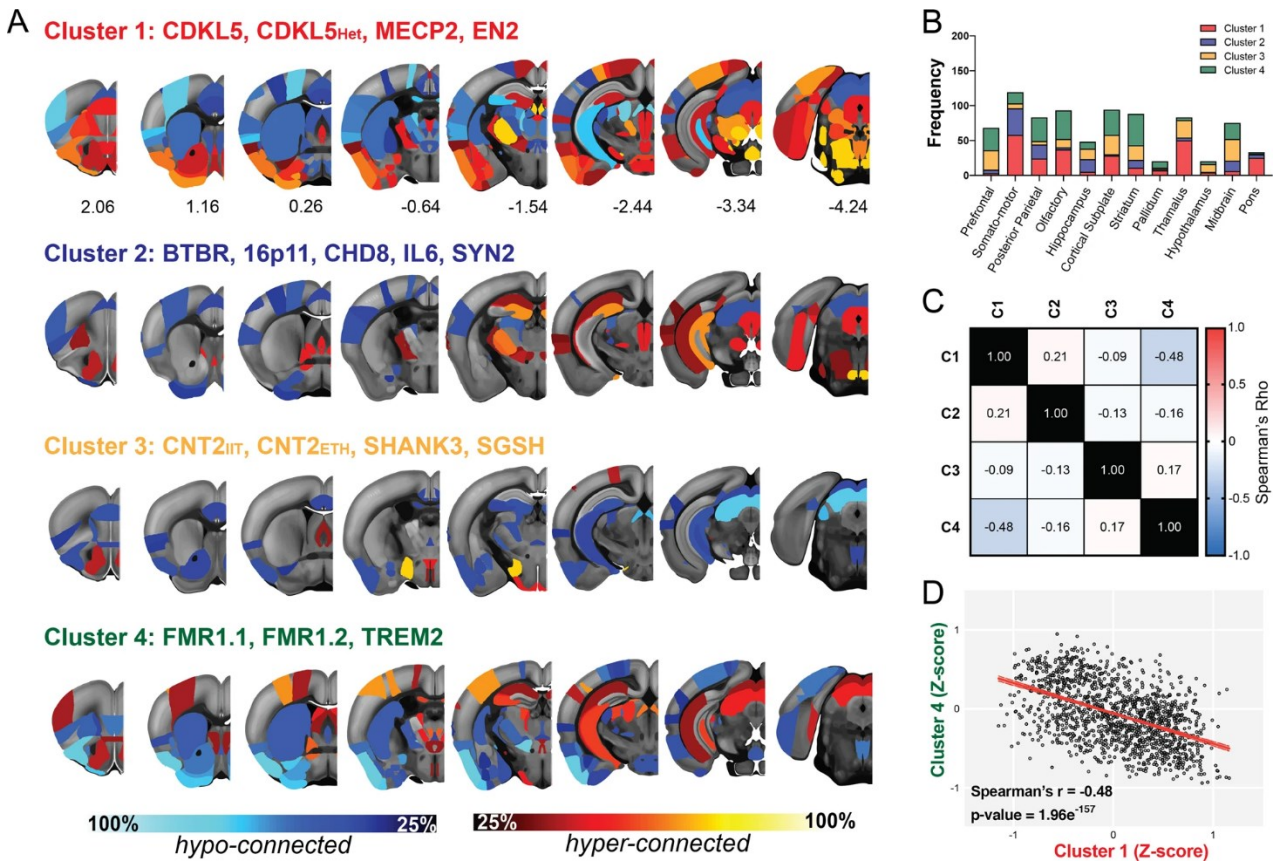 A
Cluster 1: CDKL5, CDKL5Het, MECP2, EN2
2.06 1.16 0.26 -0.64 -1.54 -2.44 -3.34 -4.24
Cluster 2: BTBR, 16p11, CHD8, IL6, SYN2
Cluster 3: CNT2IIT, CNT2ETH, SHANK3, SGSH
Cluster 4: FMR1.1, FMR1.2, TREM2
100% 25%
hypo-connected
25% 100%
hyper-connected
B
Cluster 1
Cluster 2
Cluster 3
Cluster 4
Frequency
200
150
100
50
0
Prefrontal
Somato-motor
Posterior Parietal
Olfactory
Hippocampus
Cortical Subplate
Striatum
Pallidum
Thamalus
Hypothalamus
Midbrain
Pons
C
C1 C2 C3 C4
C1 1.00 0.21 -0.09 -0.48
C2 0.21 1.00 -0.13 -0.16
C3 -0.09 -0.13 1.00 0.17
C4 -0.48 -0.16 0.17 1.00
1.0
0.5
0
-0.5
-1.0
Spearman's Rho
D
Cluster 4 (Z-score)
1
0
-1
Spearman's r = -0.48
p-value = 1.96e-157
-1 0 1
Cluster 1 (Z-score)